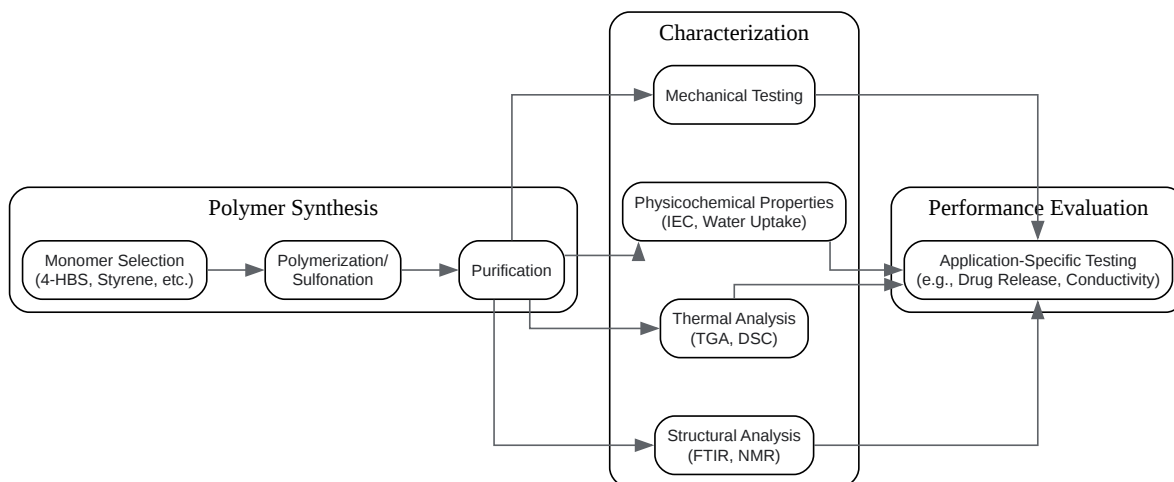 Polymer Synthesis
Monomer Selection
(4-HBS, Styrene, etc.)
Polymerization/
Sulfonation
Purification
Characterization
Mechanical Testing
Physicochemical Properties
(IEC, Water Uptake)
Thermal Analysis
(TGA, DSC)
Structural Analysis
(FTIR, NMR)
Performance Evaluation
Application-Specific Testing
(e.g., Drug Release, Conductivity)